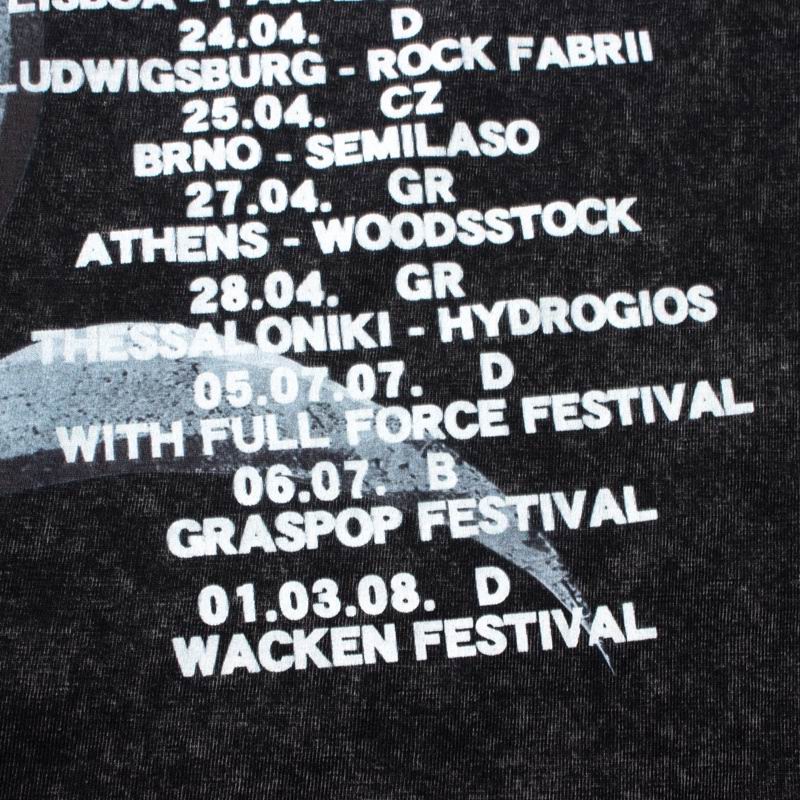 LISBOA -
24.04. D
LUDWIGSBURG - ROCK FABRII
25.04. CZ
BRNO - SEMILASO
27.04. GR
ATHENS - WOODSSTOCK
28.04. GR
THESSALONIKI - HYDROGIOS
05.07.07. D
WITH FULL FORCE FESTIVAL
06.07. B
GRASPOP FESTIVAL
01.03.08. D
WACKEN FESTIVAL